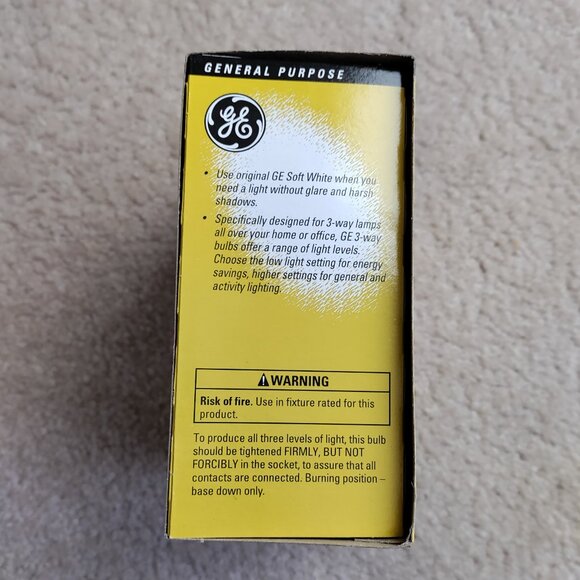 GENERAL PURPOSE
GE
• Use original GE Soft White when you
need a light without glare and harsh
shadows.
• Specifically designed for 3-way lamps
all over your home or office, GE 3-way
bulbs offer a range of light levels.
Choose the low light setting for energy
savings, higher settings for general and
activity lighting.
⚠WARNING
Risk of fire. Use in fixture rated for this
product.
To produce all three levels of light, this bulb
should be tightened FIRMLY, BUT NOT
FORCIBLY in the socket, to assure that all
contacts are connected. Burning position –
base down only.